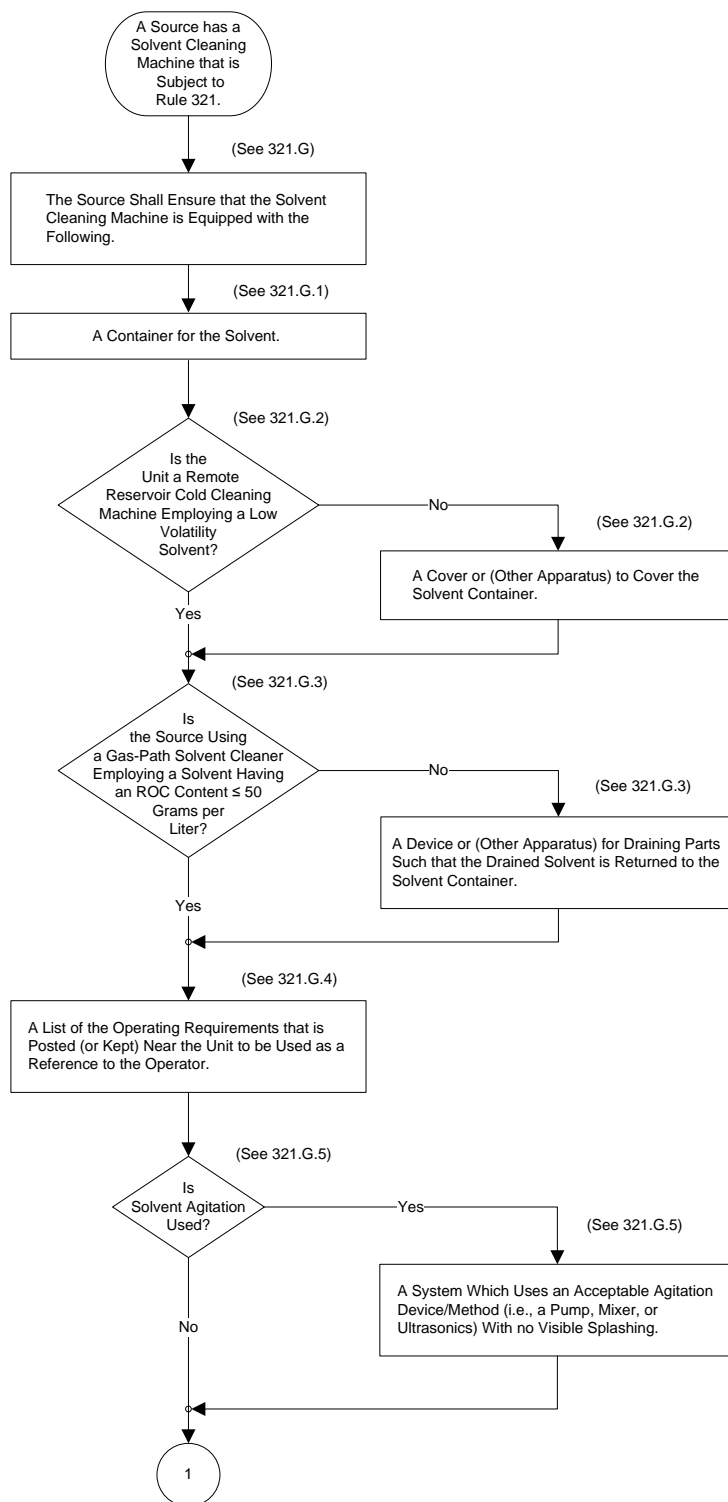 A Source has a
Solvent Cleaning
Machine that is
Subject to
Rule 321.
(See 321.G)
The Source Shall Ensure that the Solvent
Cleaning Machine is Equipped with the
Following.
(See 321.G.1)
A Container for the Solvent.
(See 321.G.2)
Is the
Unit a Remote
Reservoir Cold Cleaning
Machine Employing a Low
Volatility
Solvent?
No
(See 321.G.2)
A Cover or (Other Apparatus) to Cover the
Solvent Container.
Yes
(See 321.G.3)
Is
the Source Using
a Gas-Path Solvent Cleaner
Employing a Solvent Having
an ROC Content ≤ 50
Grams per
Liter?
No
(See 321.G.3)
A Device or (Other Apparatus) for Draining Parts
Such that the Drained Solvent is Returned to the
Solvent Container.
Yes
(See 321.G.4)
A List of the Operating Requirements that is
Posted (or Kept) Near the Unit to be Used as a
Reference to the Operator.
(See 321.G.5)
Is
Solvent Agitation
Used?
Yes
(See 321.G.5)
A System Which Uses an Acceptable Agitation
Device/Method (i.e., a Pump, Mixer, or
Ultrasonics) With no Visible Splashing.
No
1